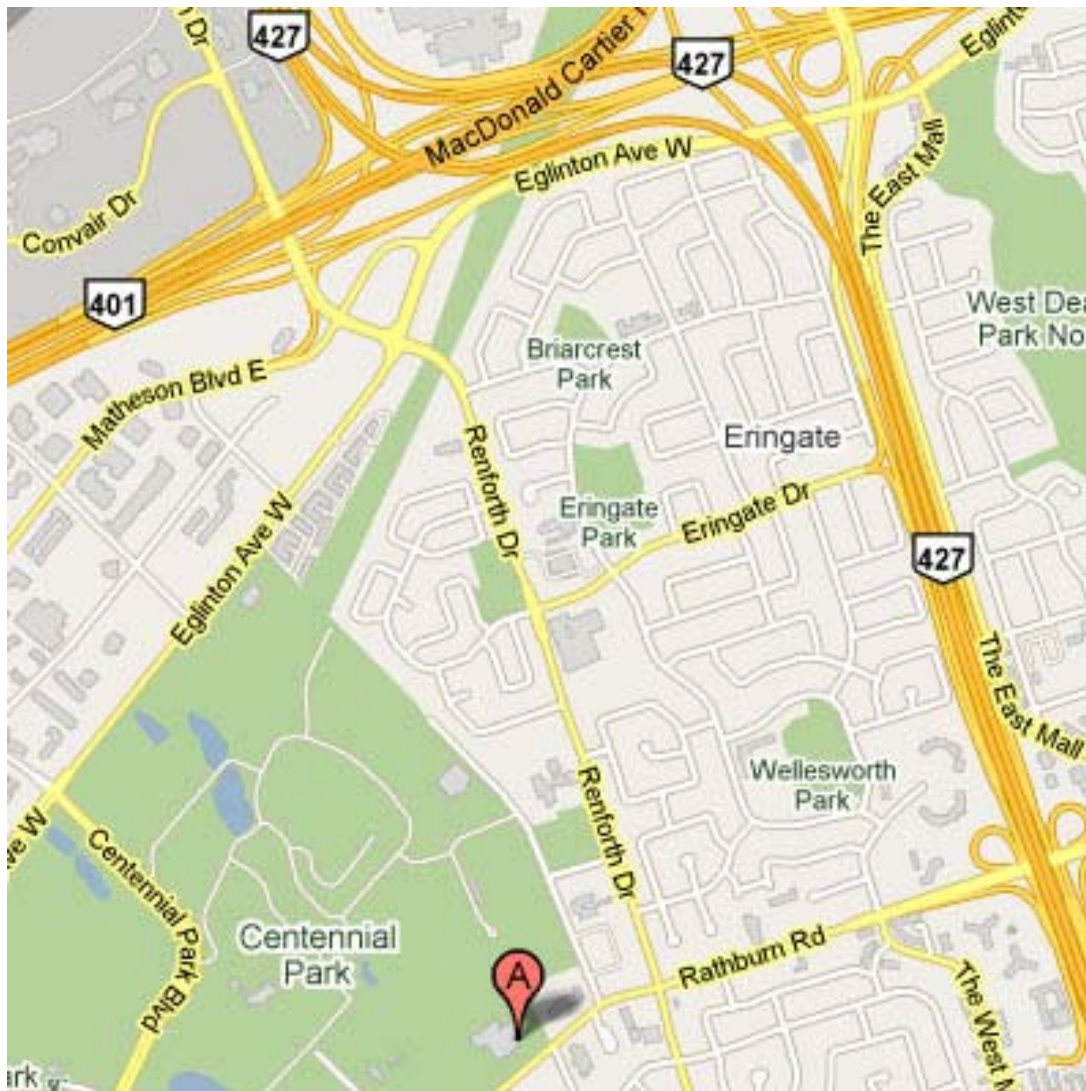 Dr
427
MacDonald Cartier
427
Eglint
Eglinton Ave W
The East Mall
Convair Dr
401
West Dea
Park No
Briarcrest
Park
Matheson Blvd E
Eringate
Renforth Dr
Eringate
Park
Eringate Dr
Eglinton Ave W
427
The East Mall
Wellesworth
Park
Renforth Dr
ve W
Centennial Park Blvd
Centennial
Park
Rathburn Rd
A
The West
ark